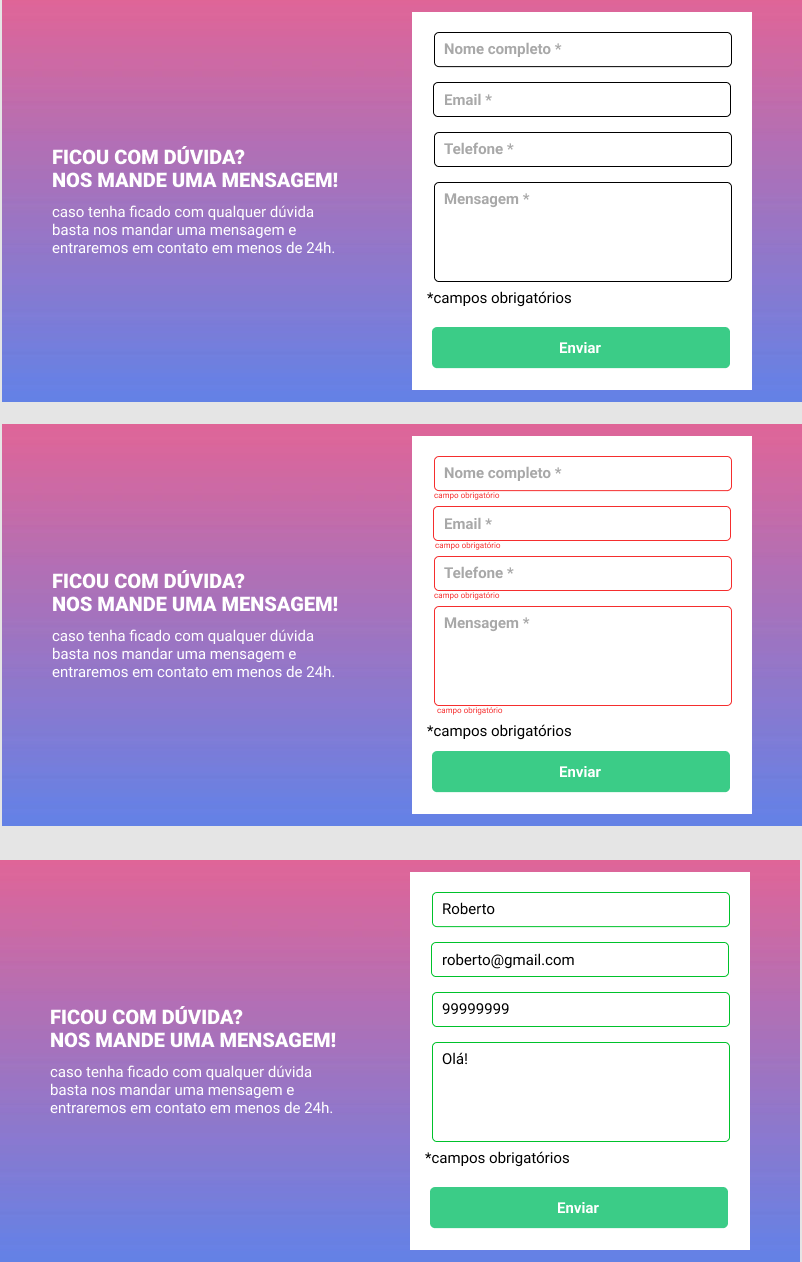 FICOU COM DÚVIDA?
NOS MANDE UMA MENSAGEM!
caso tenha ficado com qualquer dúvida
basta nos mandar uma mensagem e
entraremos em contato em menos de 24h.
Nome completo *
Email *
Telefone *
Mensagem *
*campos obrigatórios
Enviar
FICOU COM DÚVIDA?
NOS MANDE UMA MENSAGEM!
caso tenha ficado com qualquer dúvida
basta nos mandar uma mensagem e
entraremos em contato em menos de 24h.
Nome completo *
campo obrigatório
Email *
campo obrigatório
Telefone *
campo obrigatório
Mensagem *
campo obrigatório
*campos obrigatórios
Enviar
FICOU COM DÚVIDA?
NOS MANDE UMA MENSAGEM!
caso tenha ficado com qualquer dúvida
basta nos mandar uma mensagem e
entraremos em contato em menos de 24h.
Roberto
roberto@gmail.com
99999999
Olá!
*campos obrigatórios
Enviar